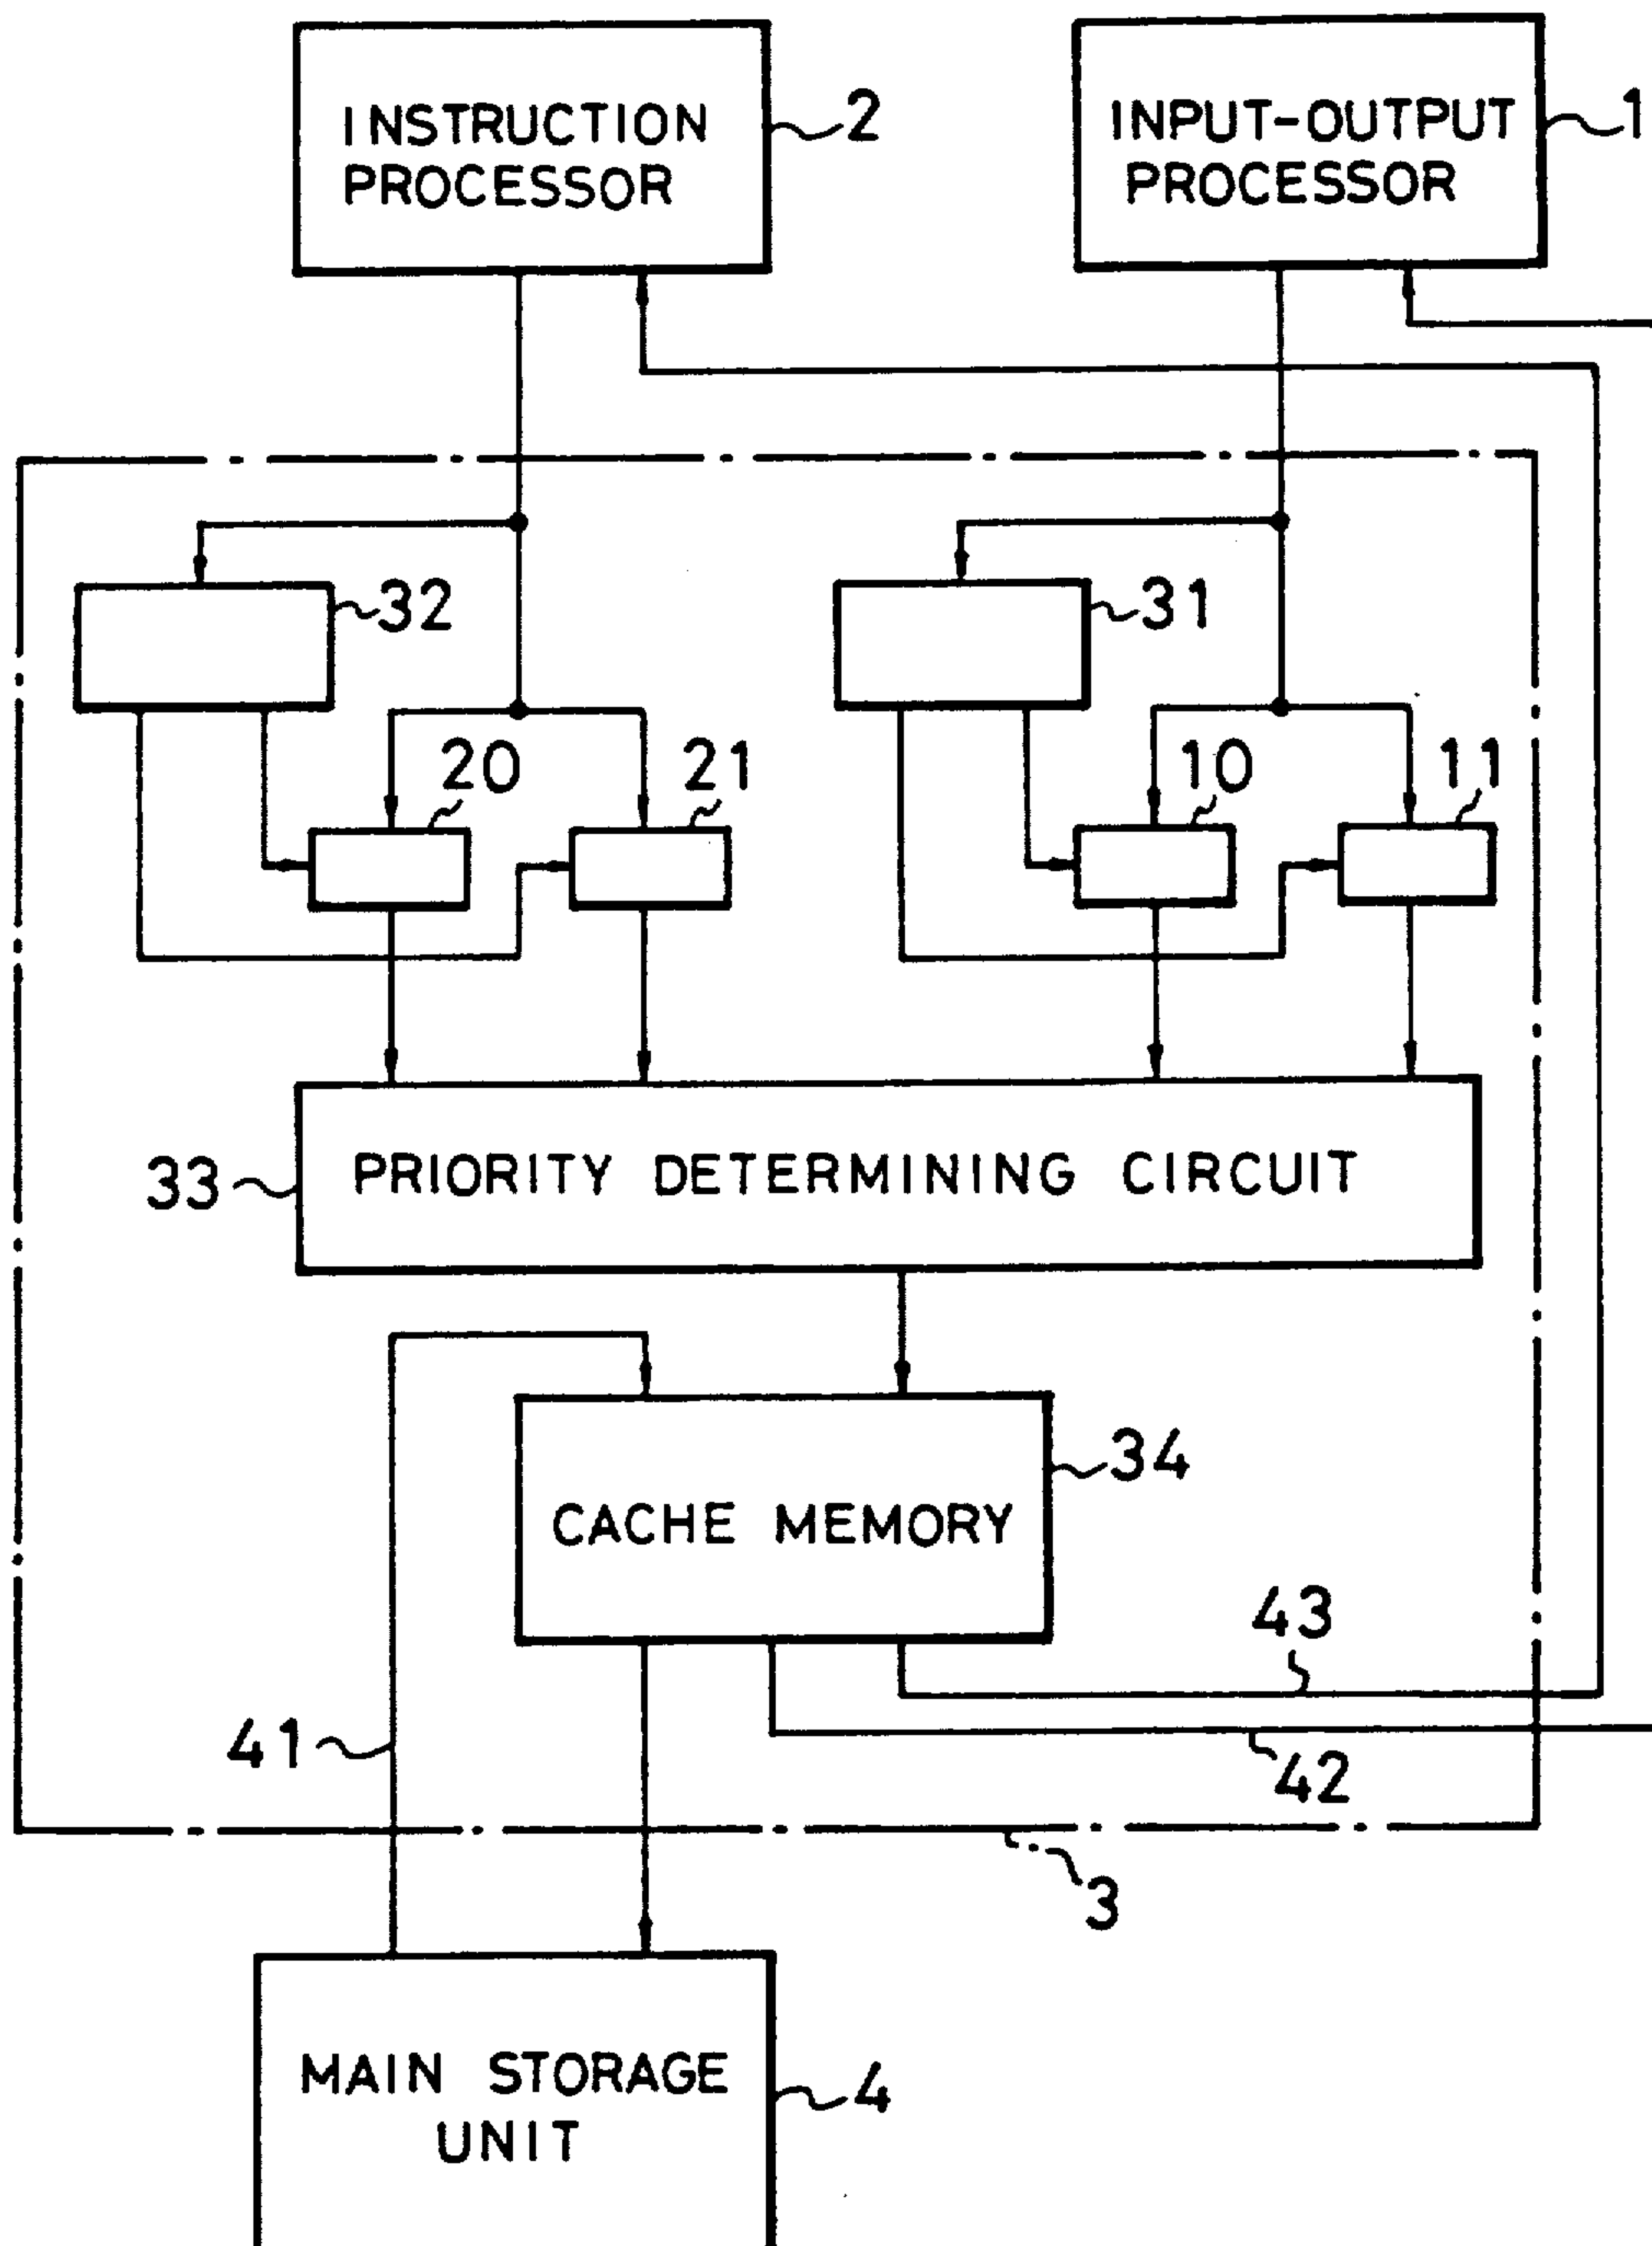 INSTRUCTION
PROCESSOR
2
INPUT-OUTPUT
PROCESSOR
1
32
31
20
21
10
11
33
PRIORITY DETERMINING CIRCUIT
34
CACHE MEMORY
43
41
42
3
MAIN STORAGE
UNIT
4